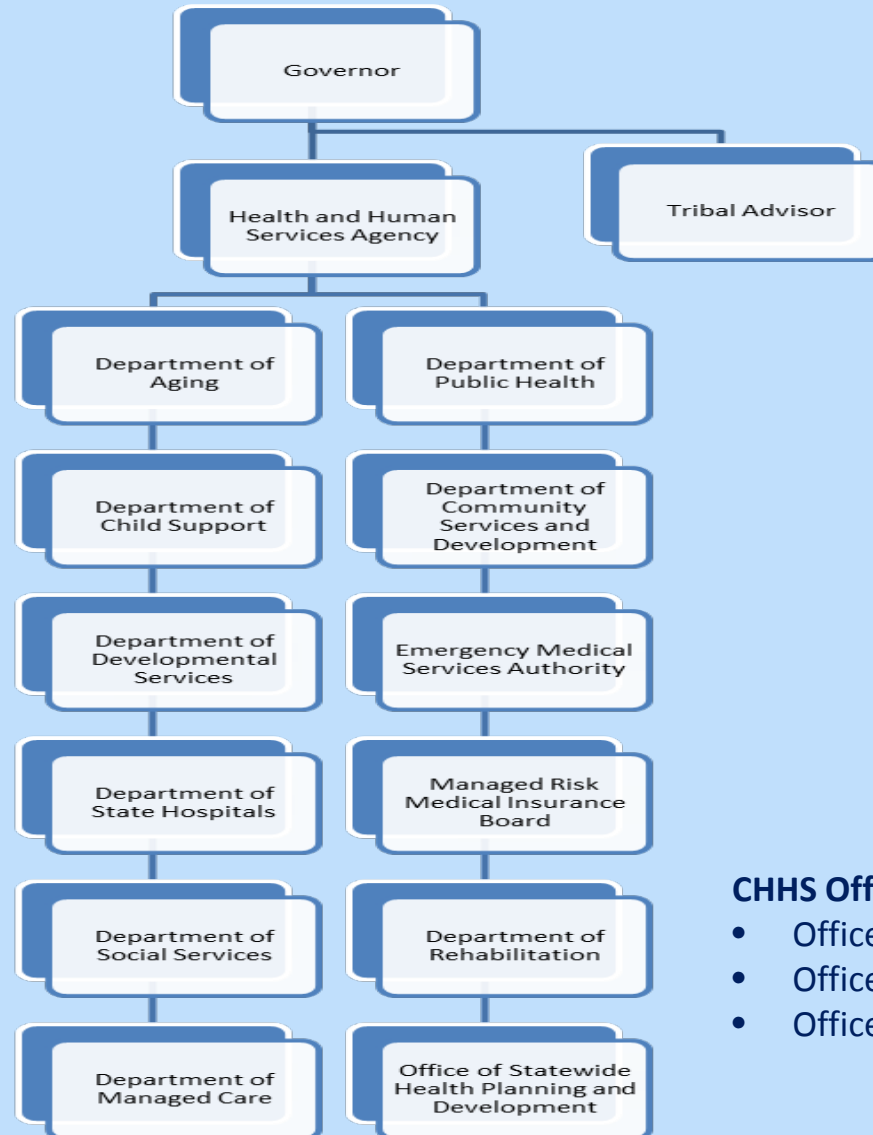 Governor
Health and Human
Services Agency
Tribal Advisor
Department of
Aging
Department of
Public Health
Department of
Child Support
Department of
Community
Services and
Development
Department of
Developmental
Services
Emergency Medical
Services Authority
Department of
State Hospitals
Managed Risk
Medical Insurance
Board
Department of
Social Services
Department of
Rehabilitation
Department of
Managed Care
Office of Statewide
Health Planning and
Development
CHHS
• Office
• Office
• Office